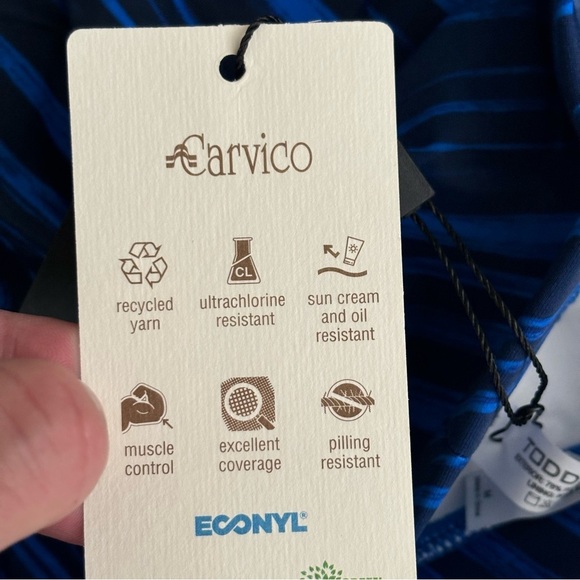 Carvico
recycled
yarn
CL
ultrachlorine
resistant
sun cream
and oil
resistant
muscle
control
excellent
coverage
pilling
resistant
ECONYL®
TODD
M